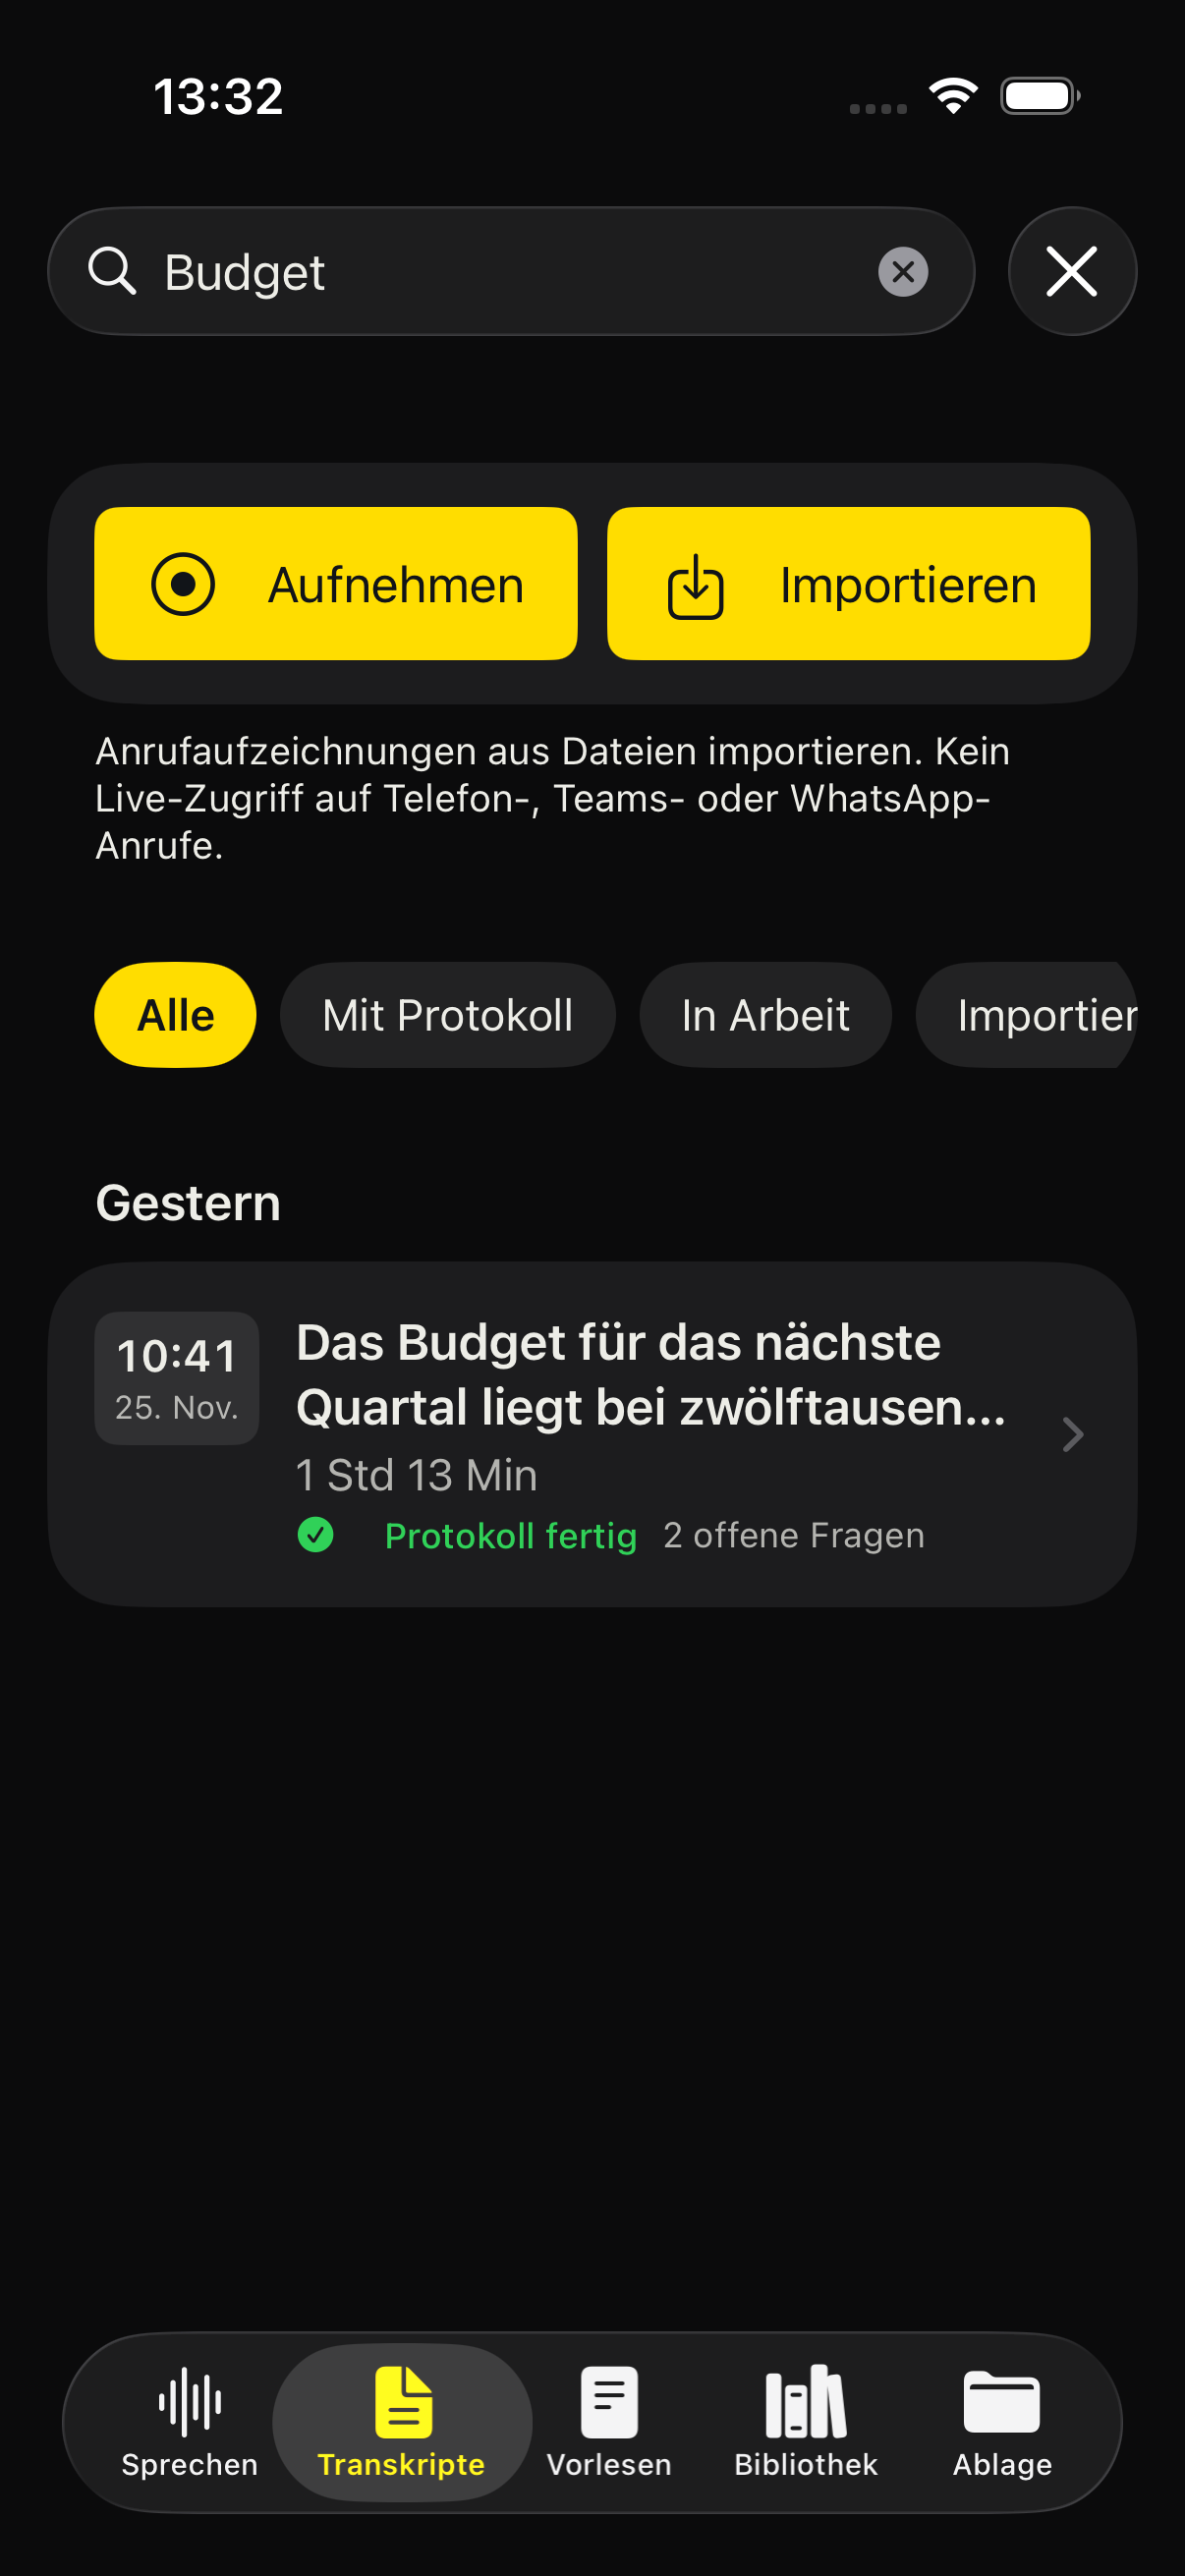 13:32
Budget
Aufnehmen
Importieren
Anrufaufzeichnungen aus Dateien importieren. Kein
Live-Zugriff auf Telefon-, Teams- oder WhatsApp-
Anrufe.
Alle
Mit Protokoll
In Arbeit
Importier
Gestern
10:41
25. Nov.
Das Budget für das nächste
Quartal liegt bei zwölftausen...
1 Std 13 Min
Protokoll fertig 2 offene Fragen
Sprechen
Transkripte
Vorlesen
Bibliothek
Ablage